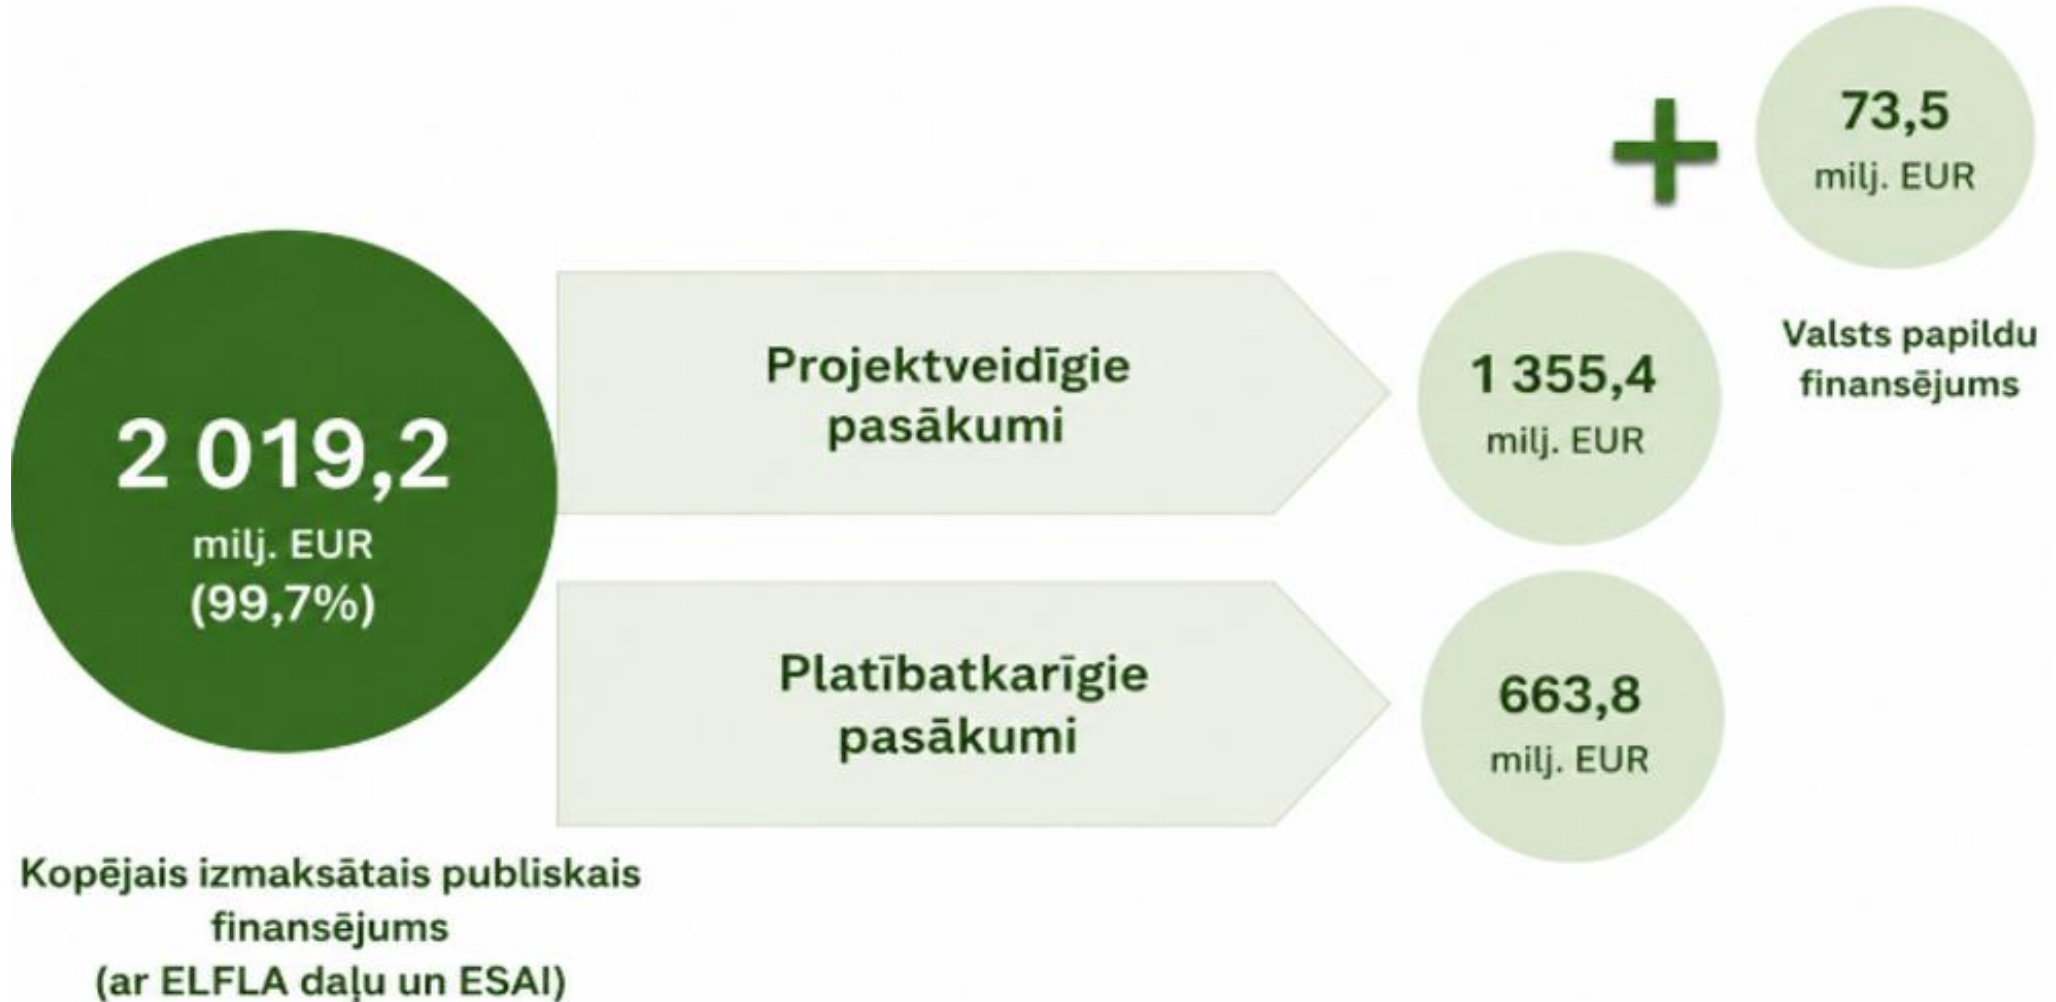 73,5
milj. EUR
Valsts papildu
finansējums
2 019,2
milj. EUR
(99,7%)
Projektveidīgie
pasākumi
1 355,4
milj. EUR
Platībatkarīgie
pasākumi
663,8
milj. EUR
Kopējais izmaksātais publiskais
finansējums
(ar ELFLA daļu un ESAI)